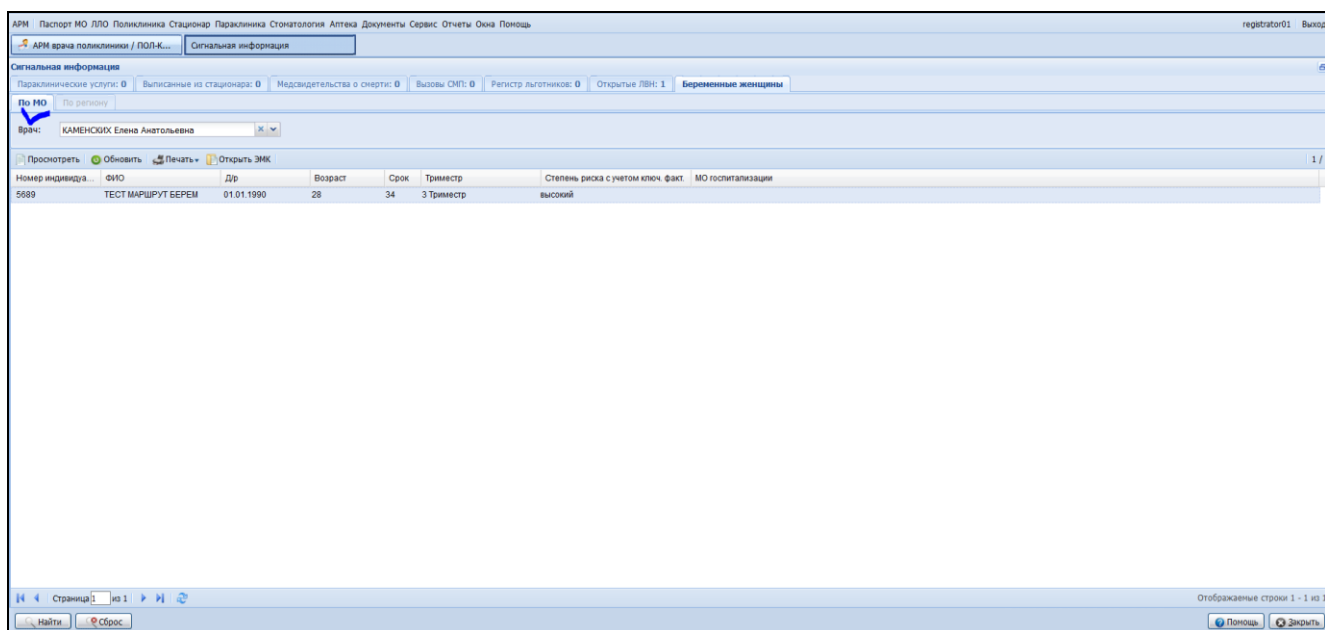 АРМ Паспорт МО ЛЛО Поликлиника Стационар Параклиника Стоматология Аптека Документы Сервис Отчеты Окна Помощь registrator01 Выход
АРМ врача поликлиники / ПОЛ-К... Сигнальная информация
Сигнальная информация
Параклинические услуги: 0 Выписанные из стационара: 0 Медсвидетельства о смерти: 0 Вызовы СМП: 0 Регистр льготников: 0 Открытые ЛВН: 1 Беременные женщины
По МО По региону
Врач: КАМЕНСКИХ Елена Анатольевна
Просмотреть Обновить Печать Открыть ЭМК 1 /
Номер индивидуа... ФИО Д/р Возраст Срок Триместр Степень риска с учетом ключ. факт. МО госпитализации
5689 ТЕСТ МАРШРУТ БЕРЕМ 01.01.1990 28 34 3 Триместр высокий
Страница 1 из 1 Отображаемые строки 1 - 1 из 1
Найти Сброс Помощь Закрыть